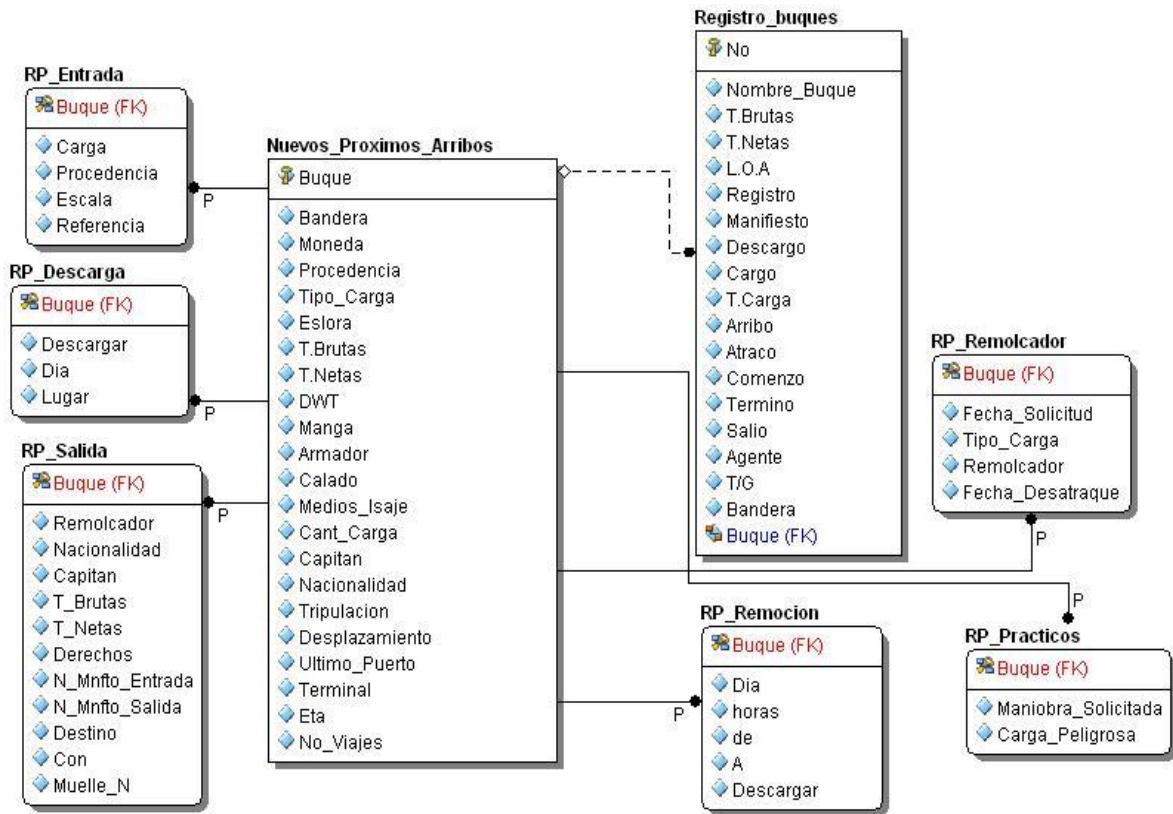 RP_Entrada
Buque (FK)
Carga
Procedencia
Escala
Referencia
P
RP_Descarga
Buque (FK)
Descargar
Dia
Lugar
P
RP_Salida
Buque (FK)
Remolcador
Nacionalidad
Capitan
T_Brutas
T_Netas
Derechos
N_Mnfto_Entrada
N_Mnfto_Salida
Destino
Con
Muelle_N
P
Nuevos_Proximos_Arribos
Buque
Bandera
Moneda
Procedencia
Tipo_Carga
Eslora
T.Brutas
T.Netas
DWT
Manga
Armador
Calado
Medios_Isaje
Cant_Carga
Capitan
Nacionalidad
Tripulacion
Desplazamiento
Ultimo_Puerto
Terminal
Eta
No_Viajes
Registro_buques
No
Nombre_Buque
T.Brutas
T.Netas
L.O.A
Registro
Manifiesto
Descargo
Cargo
T.Carga
Arribo
Atraco
Comenzo
Termino
Salio
Agente
T/G
Bandera
Buque (FK)
RP_Remolcador
Buque (FK)
Fecha_Solicitud
Tipo_Carga
Remolcador
Fecha_Desatraque
P
RP_Remocion
Buque (FK)
Dia
horas
de
A
Descargar
P
P
RP_Practicos
Buque (FK)
Maniobra_Solicitada
Carga_Peligrosa